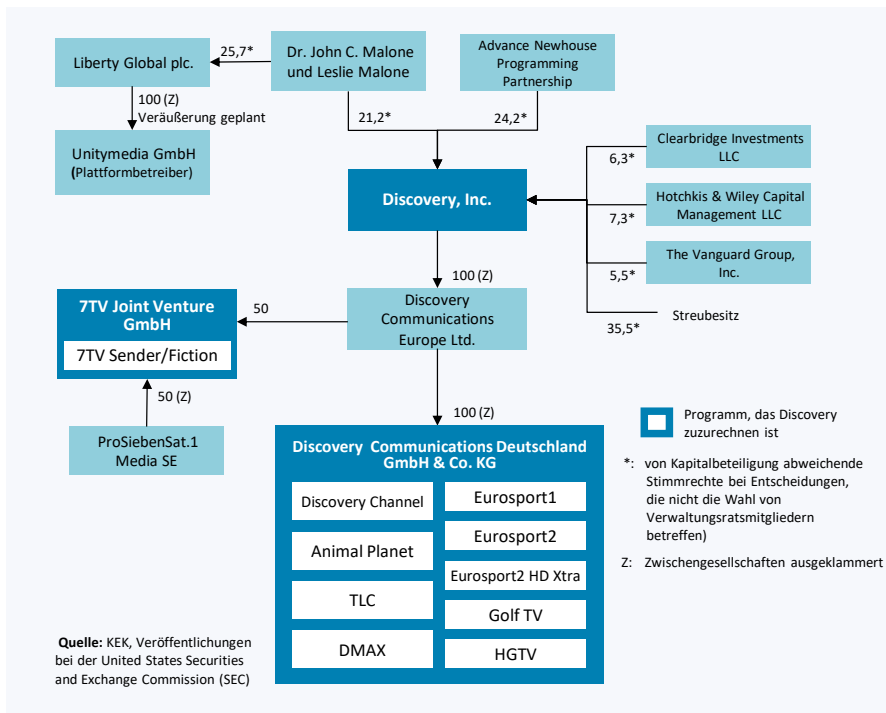 Liberty Global plc.
25,7*
Dr. John C. Malone
und Leslie Malone
Advance Newhouse
Programming
Partnership
100 (Z)
Veräußerung geplant
21,2*
24,2*
Unitymedia GmbH
(Plattformbetreiber)
Clearbridge Investments
LLC
6,3*
Discovery, Inc.
Hotchkis & Wiley Capital
Management LLC
7,3*
The Vanguard Group,
Inc.
5,5*
Streubesitz
35,5*
100 (Z)
7TV Joint Venture
GmbH
7TV Sender/Fiction
50
Discovery
Communications
Europe Ltd.
50 (Z)
ProSiebenSat.1
Media SE
100 (Z)
Discovery Communications Deutschland
GmbH & Co. KG
Discovery Channel
Animal Planet
TLC
DMAX
Eurosport1
Eurosport2
Eurosport2 HD Xtra
Golf TV
HGTV
Programm, das Discovery
zuzurechnen ist
*: von Kapitalbeteiligung abweichende
Stimmrechte bei Entscheidungen,
die nicht die Wahl von
Verwaltungsratsmitgliedern
betreffen)
Z: Zwischengesellschaften ausgeklammert
Quelle: KEK, Veröffentlichungen
bei der United States Securities
and Exchange Commission (SEC)